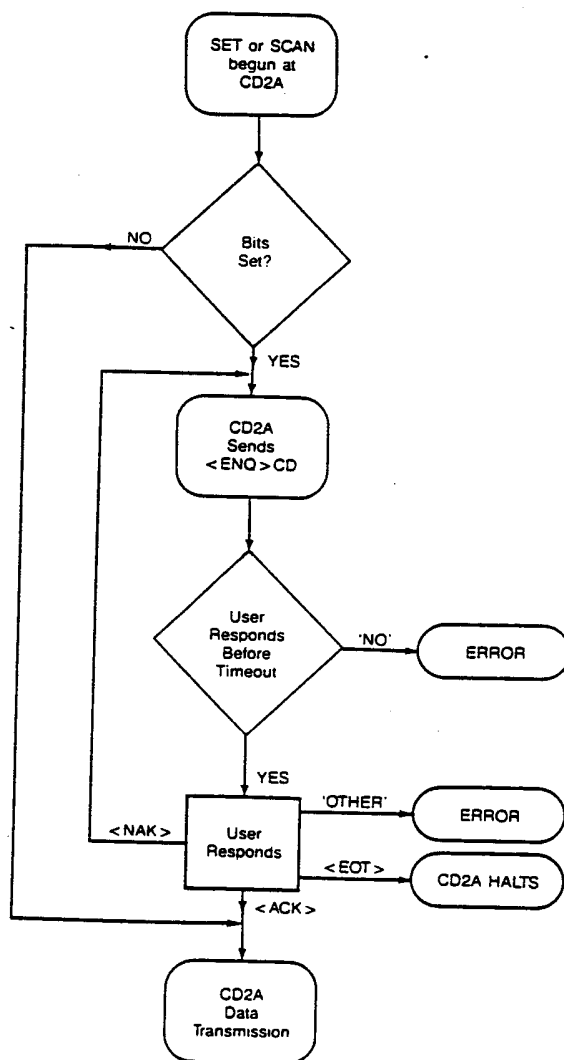 SET or SCAN
begun at
CD2A
NO
Bits
Set?
YES
CD2A
Sends
<ENQ>CD
User
Responds
Before
Timeout
'NO'
ERROR
YES
'OTHER'
ERROR
<NAK>
User
Responds
<EOT>
CD2A HALTS
<ACK>
CD2A
Data
Transmission